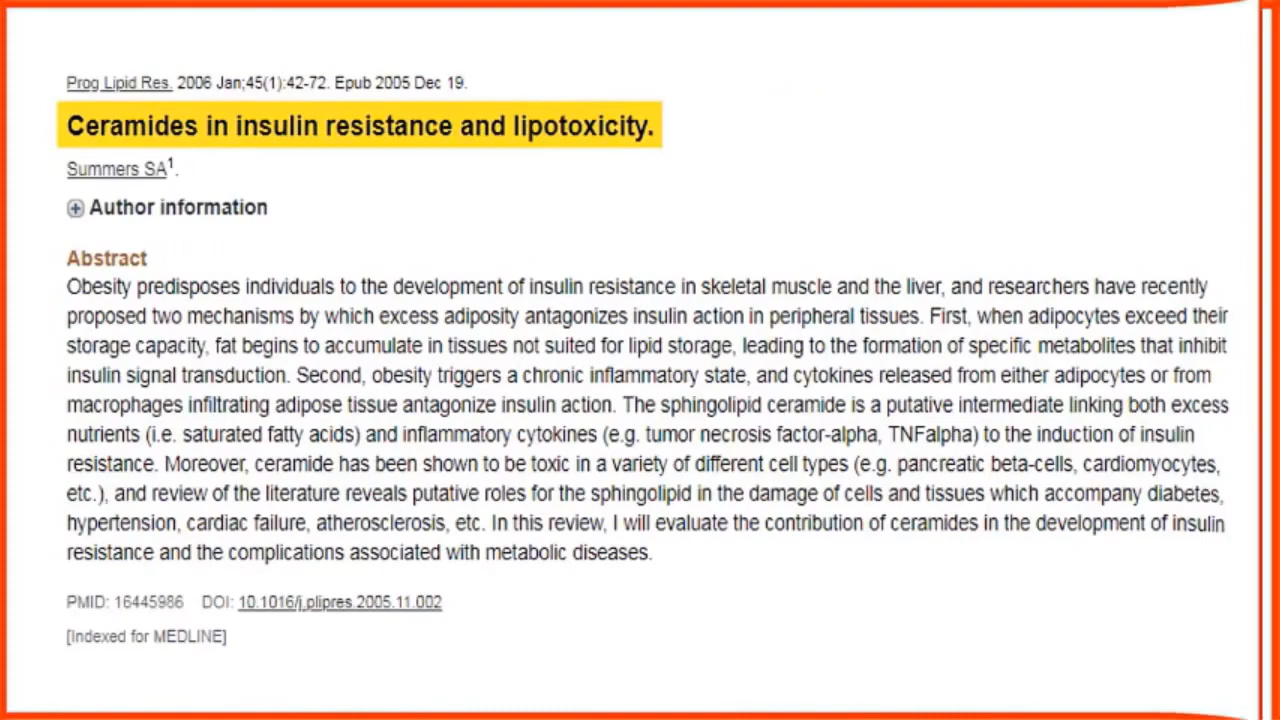 Prog Lipid Res. 2006 Jan;45(1):42-72. Epub 2005 Dec 19.
Ceramides in insulin resistance and lipotoxicity.
Summers SA1.
Author information
Abstract
Obesity predisposes individuals to the development of insulin resistance in skeletal muscle and the liver, and researchers have recently
proposed two mechanisms by which excess adiposity antagonizes insulin action in peripheral tissues. First, when adipocytes exceed their
storage capacity, fat begins to accumulate in tissues not suited for lipid storage, leading to the formation of specific metabolites that inhibit
insulin signal transduction. Second, obesity triggers a chronic inflammatory state, and cytokines released from either adipocytes or from
macrophages infiltrating adipose tissue antagonize insulin action. The sphingolipid ceramide is a putative intermediate linking both excess
nutrients (i.e. saturated fatty acids) and inflammatory cytokines (e.g. tumor necrosis factor-alpha, TNFalpha) to the induction of insulin
resistance. Moreover, ceramide has been shown to be toxic in a variety of different cell types (e.g. pancreatic beta-cells, cardiomyocytes,
etc.), and review of the literature reveals putative roles for the sphingolipid in the damage of cells and tissues which accompany diabetes,
hypertension, cardiac failure, atherosclerosis, etc. In this review, I will evaluate the contribution of ceramides in the development of insulin
resistance and the complications associated with metabolic diseases.
PMID: 16445986 DOI: 10.1016/j.plipres.2005.11.002
[Indexed for MEDLINE]